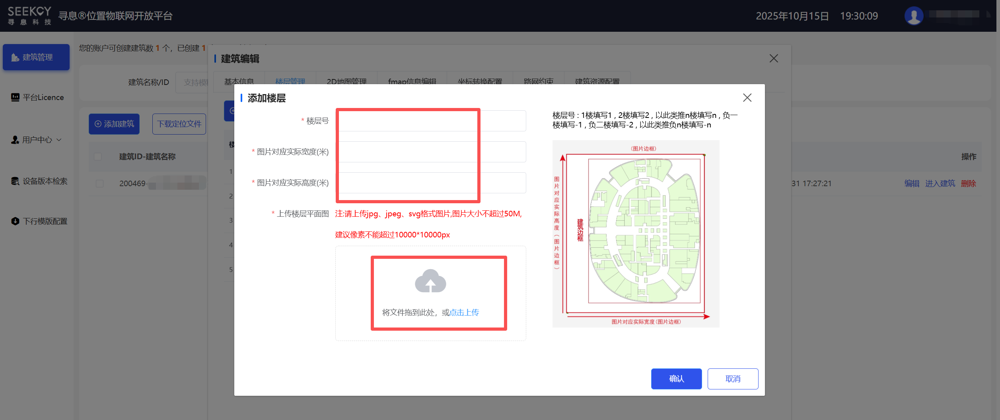 SEEKCY
寻息科技
寻息®位置物联网开放平台
2025年10月15日 19:30:09
建筑管理
平台Licence
用户中心
设备版本检索
下行模版配置
您的账户可创建建筑数 1 个，已创建 1
建筑名称/ID
支持模
添加建筑
下载定位文件
建筑ID-建筑名称
操作
200469-
31 17:27:21
编辑 进入建筑 删除
建筑编辑
基本信息
楼层管理
2D地图管理
fmap信息编辑
坐标转换配置
路网约束
建筑资源配置
楼
1
2
3
4
5
添加楼层
* 楼层号
* 图片对应实际宽度(米)
* 图片对应实际高度(米)
* 上传楼层平面图
注:请上传jpg、jpeg、svg格式图片,图片大小不超过50M,
建议像素不能超过10000*10000px
将文件拖到此处，或点击上传
楼层号 : 1楼填写1 , 2楼填写2 , 以此类推n楼填写n , 负一
楼填写-1 , 负二楼填写-2 , 以此类推负n楼填写-n
(图片边框)
图片对应实际高度(图片边框)
建筑边框
图片对应实际宽度(图片边框)
确认
取消